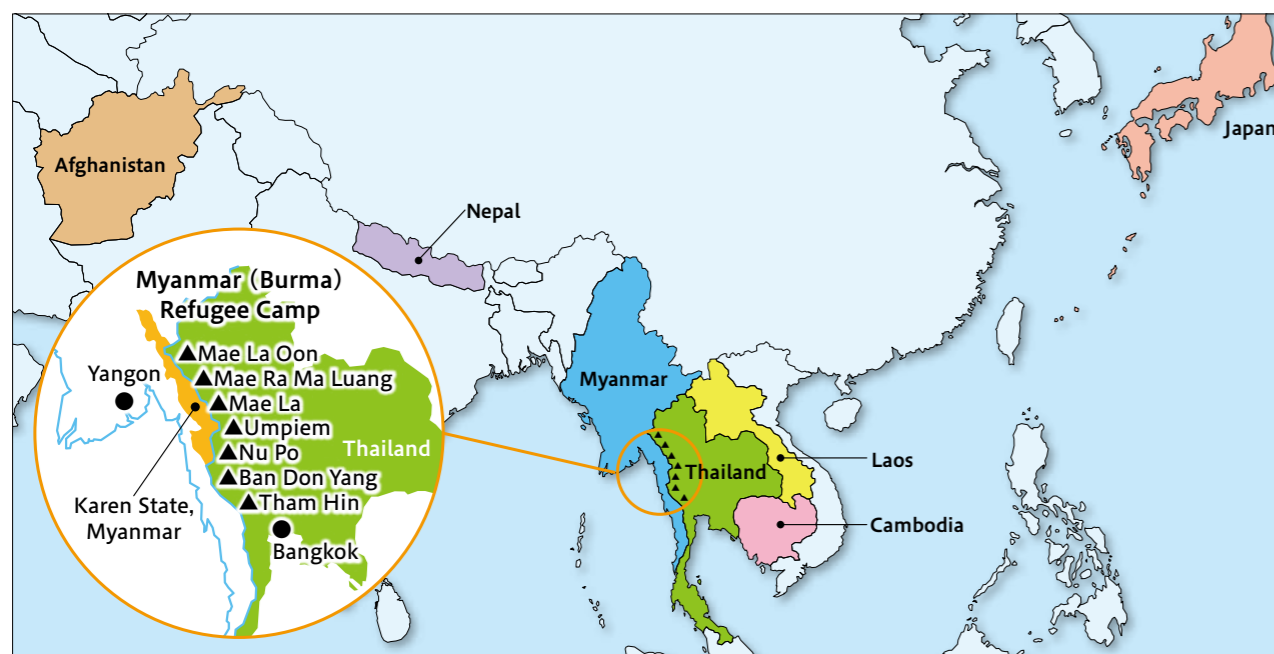 Afghanistan
Japan
Nepal
Myanmar (Burma)
Refugee Camp
Mae La Oon
Yangon
Mae Ra Ma Luang
Mae La
Umpiem
Thailand
Nu Po
Ban Don Yang
Karen State,
Myanmar
Tham Hin
Bangkok
Myanmar
Thailand
Laos
Cambodia